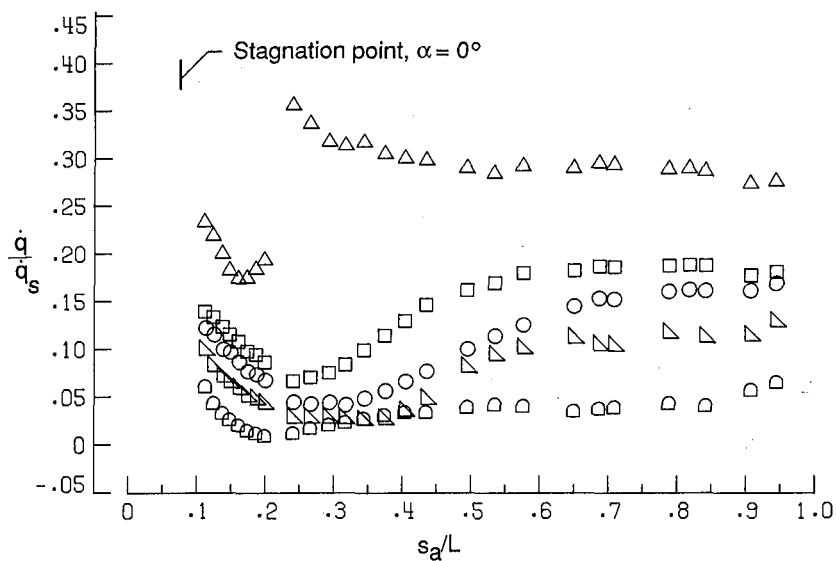 .45
.40
.35
.30
.25
.20
.15
.10
.05
0
-.05
q̇
q̇s
Stagnation point, α = 0°
0 .1 .2 .3 .4 .5 .6 .7 .8 .9 1.0
sa/L